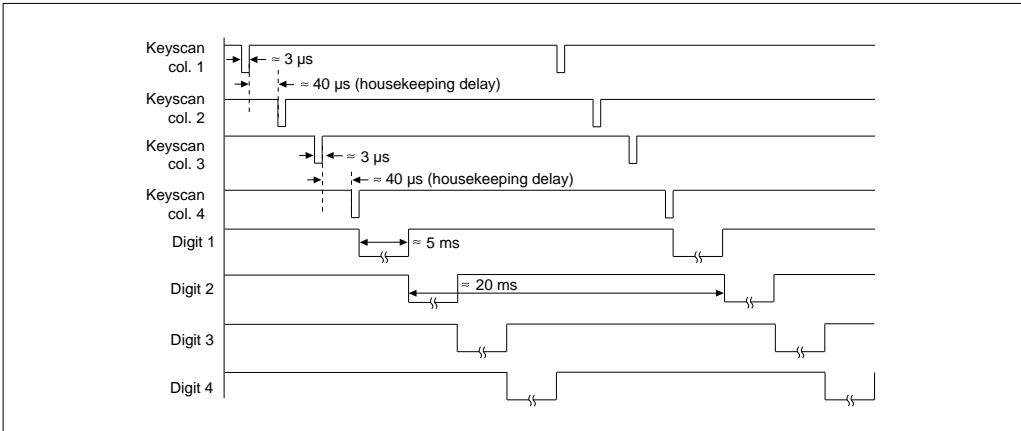 Keyscan
col. 1
≈ 3 µs
≈ 40 µs (housekeeping delay)
Keyscan
col. 2
Keyscan
col. 3
≈ 3 µs
≈ 40 µs (housekeeping delay)
Keyscan
col. 4
Digit 1
≈ 5 ms
Digit 2
≈ 20 ms
Digit 3
Digit 4